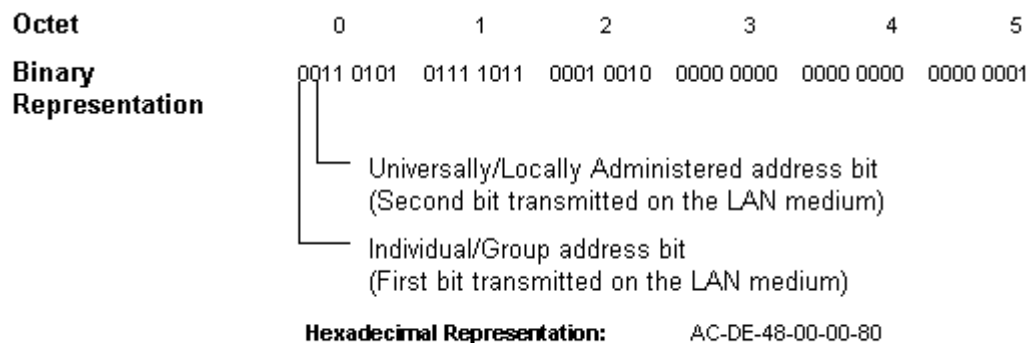 Octet 0 1 2 3 4 5
Binary 0011 0101 0111 1011 0001 0010 0000 0000 0000 0000 0000 0001
Representation
Universally/Locally Administered address bit
(Second bit transmitted on the LAN medium)
Individual/Group address bit
(First bit transmitted on the LAN medium)
Hexadecimal Representation: AC-DE-48-00-00-80